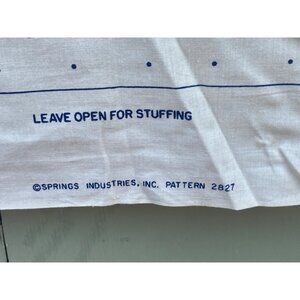 LEAVE OPEN FOR STUFFING
©SPRINGS INDUSTRIES, INC. PATTERN 2827